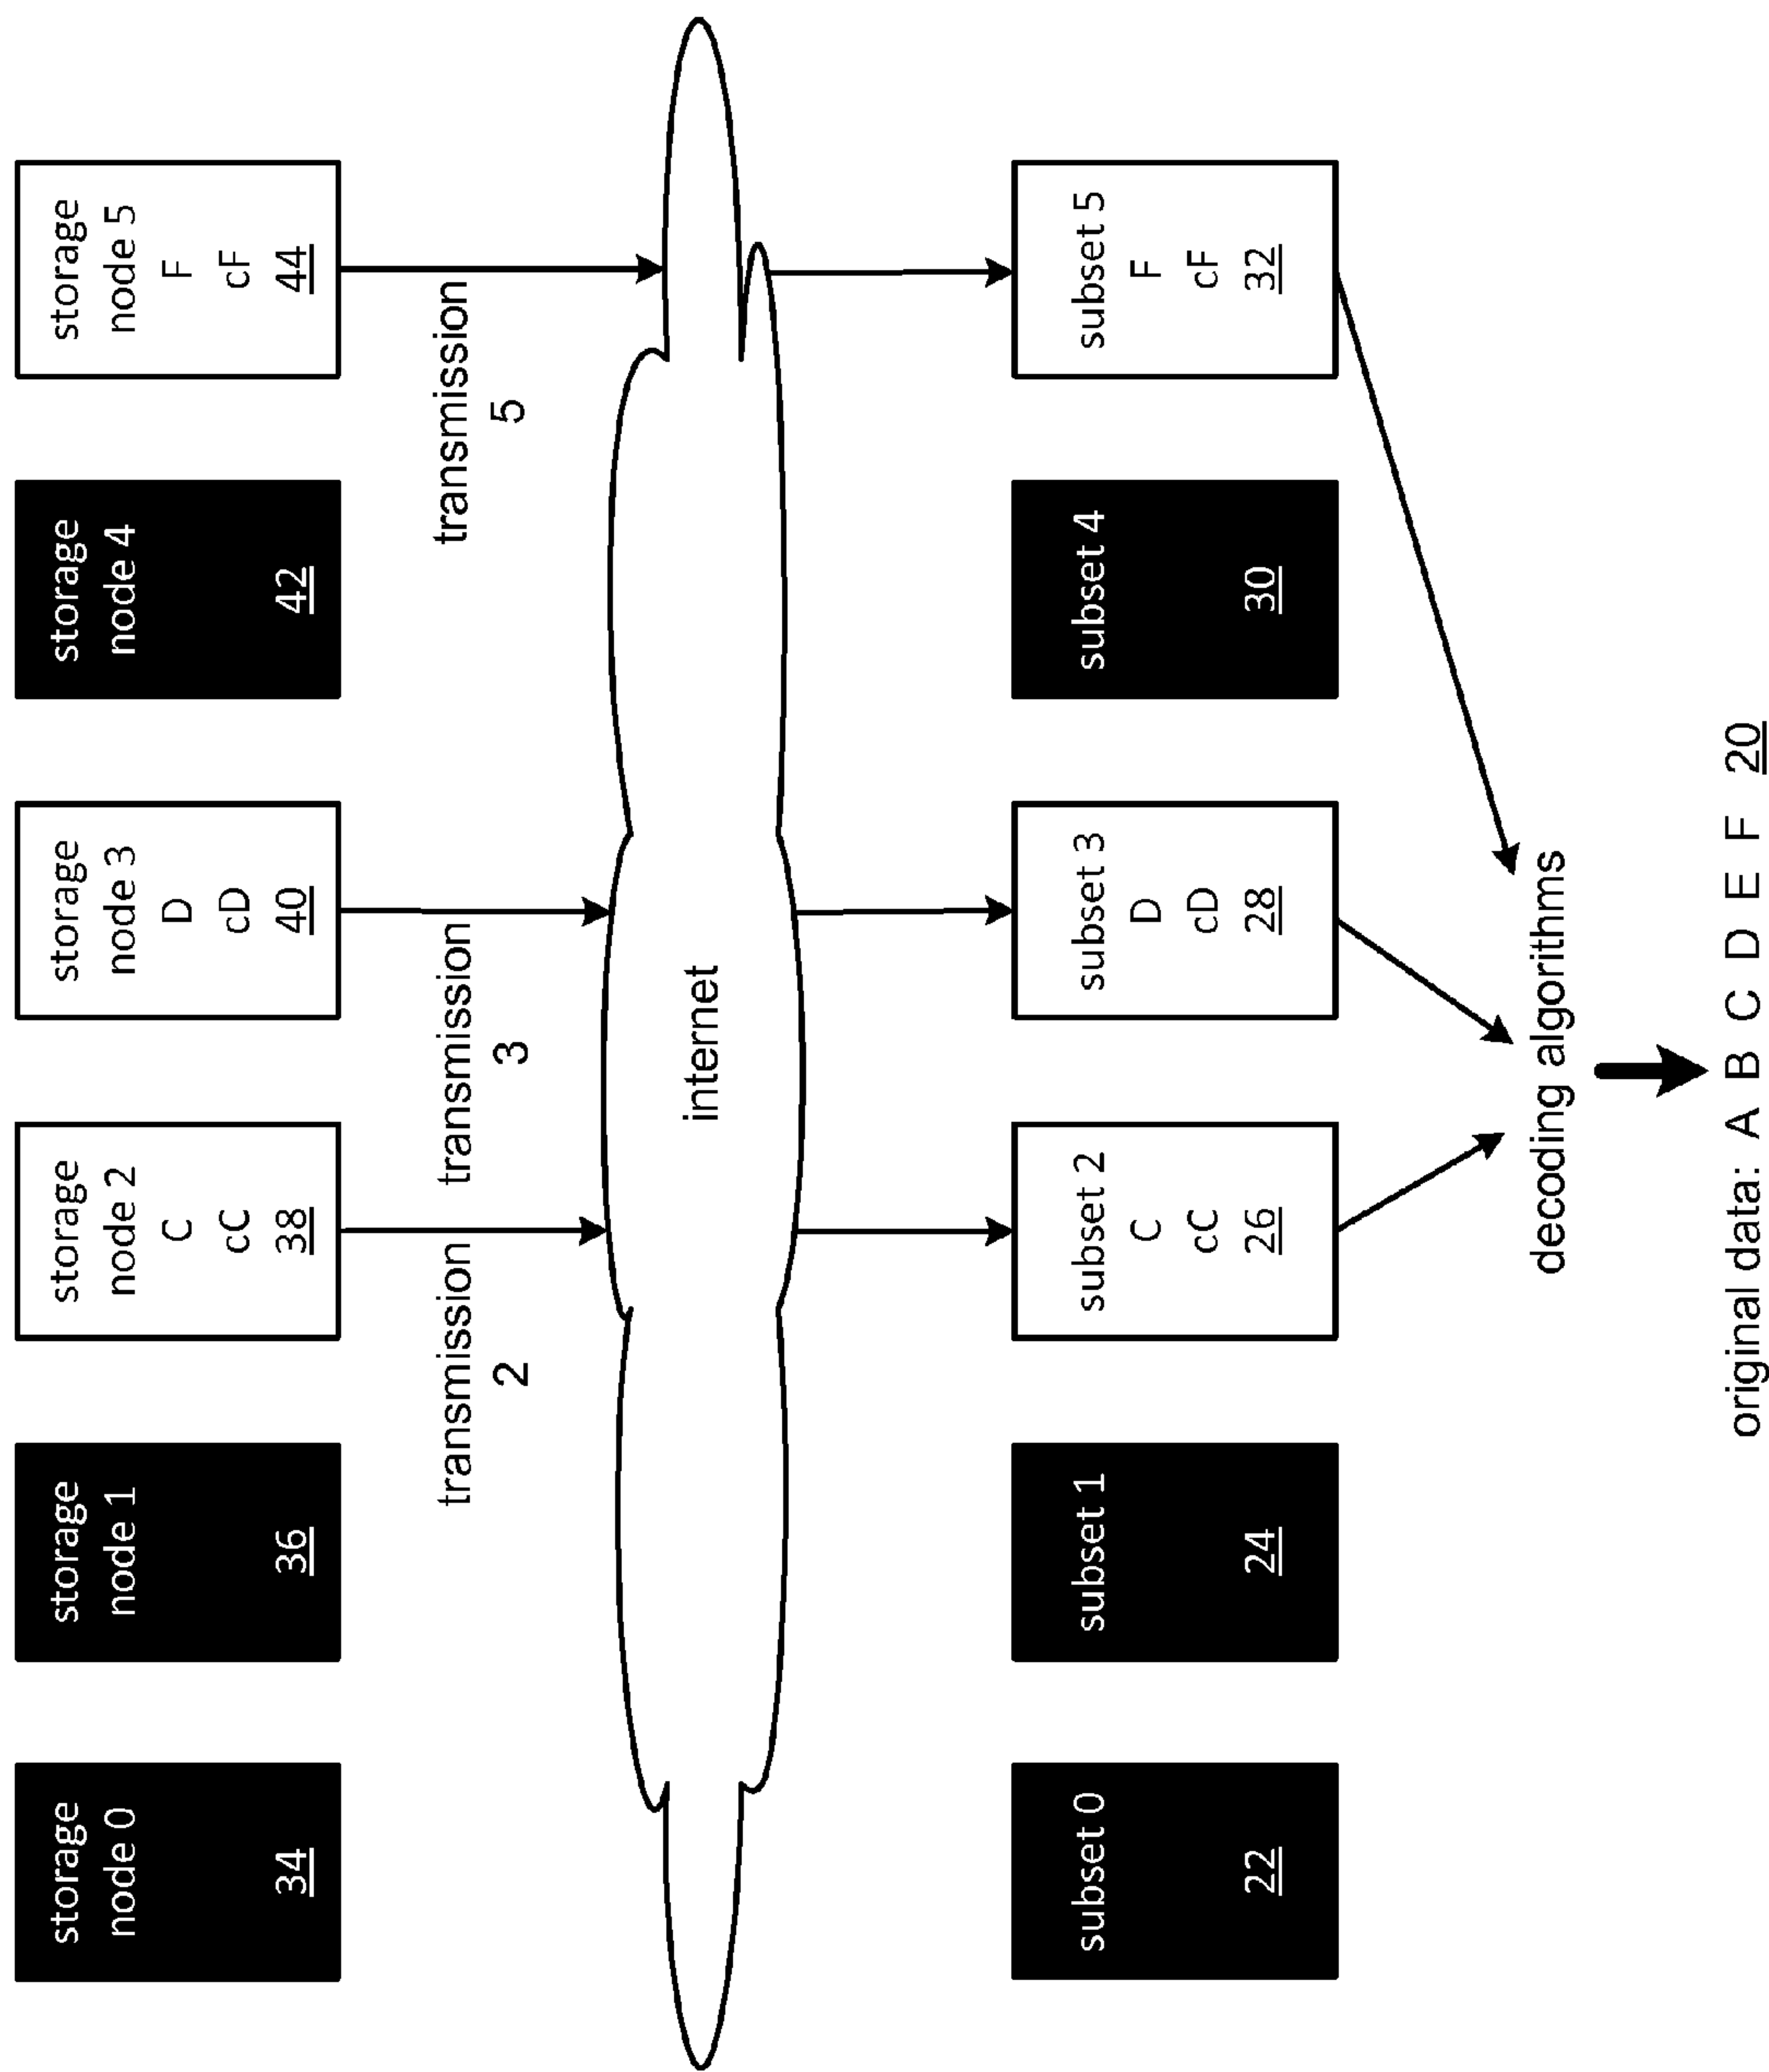 storage
node 0
34
storage
node 1
36
storage
node 2
C
cC
38
storage
node 3
D
cD
40
storage
node 4
42
storage
node 5
F
cF
44
transmission
2
transmission
3
transmission
5
internet
subset 0
22
subset 1
24
subset 2
C
cC
26
subset 3
D
cD
28
subset 4
30
subset 5
F
cF
32
decoding algorithms
original data: A B C D E F 20